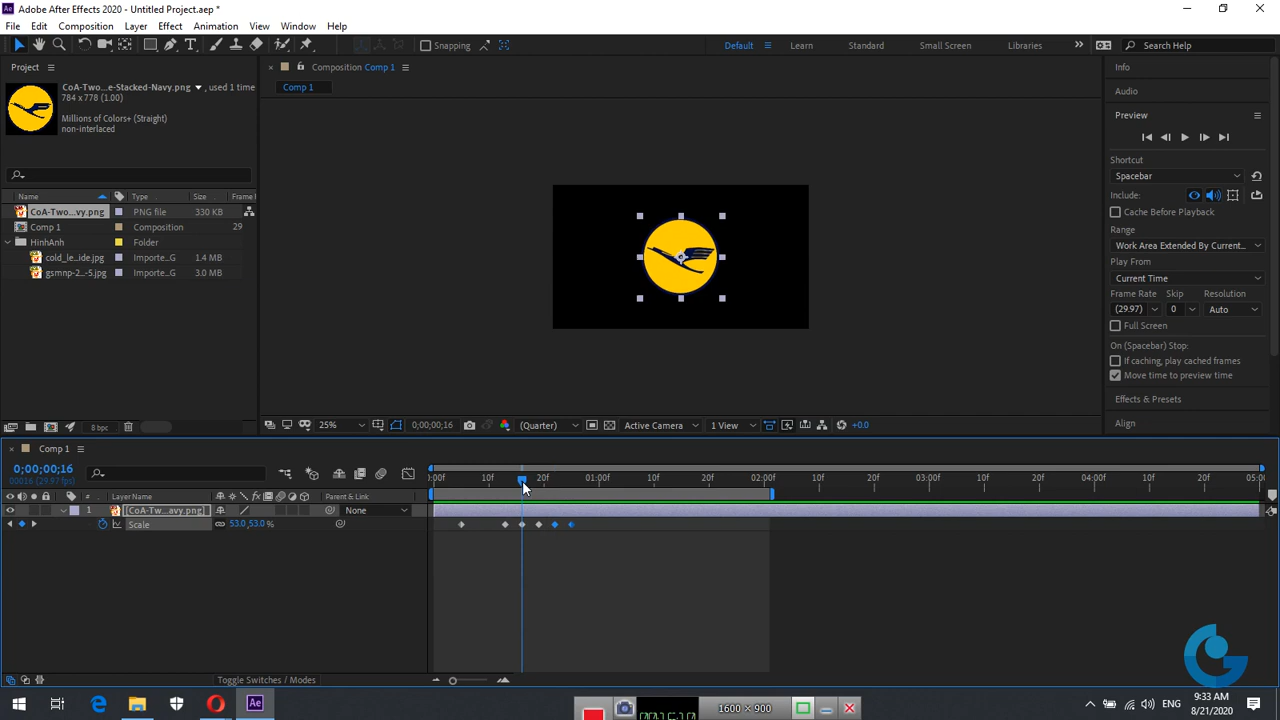 Adobe After Effects 2020 - Untitled Project.aep *
File Edit Composition Layer Effect Animation View Window Help
Snapping Default Learn Standard Small Screen Libraries Search Help
Project
CoA-Two...e-Stacked-Navy.png , used 1 time
784 x 778 (1.00)
Millions of Colors+ (Straight)
non-interlaced
Name Type Size Frame
CoA-Two...vy.png PNG file 330 KB
Comp 1 Composition 29
HinhAnh Folder
cold_le...ide.jpg Importe...G 1.4 MB
gsmnp-2...-5.jpg Importe...G 3.0 MB
8 bpc
Composition Comp 1
Comp 1
25% 0;00;00;16 (Quarter) Active Camera 1 View +0.0
Info
Audio
Preview
Shortcut
Spacebar
Include:
Cache Before Playback
Range
Work Area Extended By Current...
Play From
Current Time
Frame Rate Skip Resolution
(29.97) 0 Auto
Full Screen
On (Spacebar) Stop:
If caching, play cached frames
Move time to preview time
Effects & Presets
Align
Comp 1
0;00;00;16
00016 (29.97 fps)
:00f 10f 20f 01:00f 10f 20f 02:00f 10f 20f 03:00f 10f 20f 04:00f 10f 20f 05:00
# Layer Name Parent & Link
1 [CoA-Tw...avy.png] None
Scale 53.0,53.0 %
Toggle Switches / Modes
1600 × 900
ENG
9:33 AM
8/21/2020